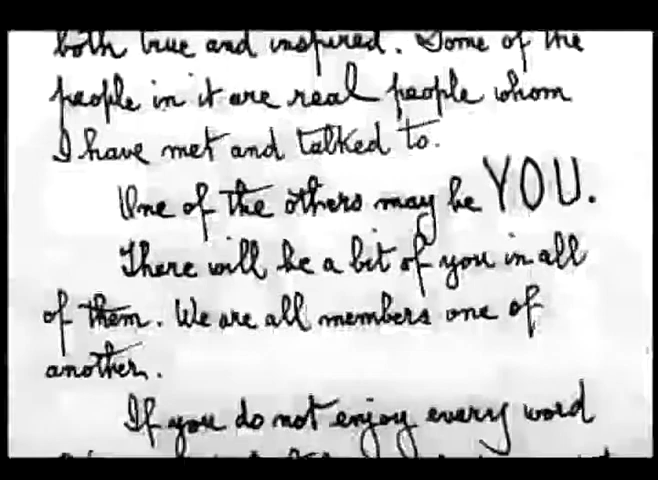 both true and inspired. Some of the
people in it are real people whom
I have met and talked to.
One of the others may be YOU.
There will be a bit of you in all
of them. We are all members one of
another.
If you do not enjoy every word